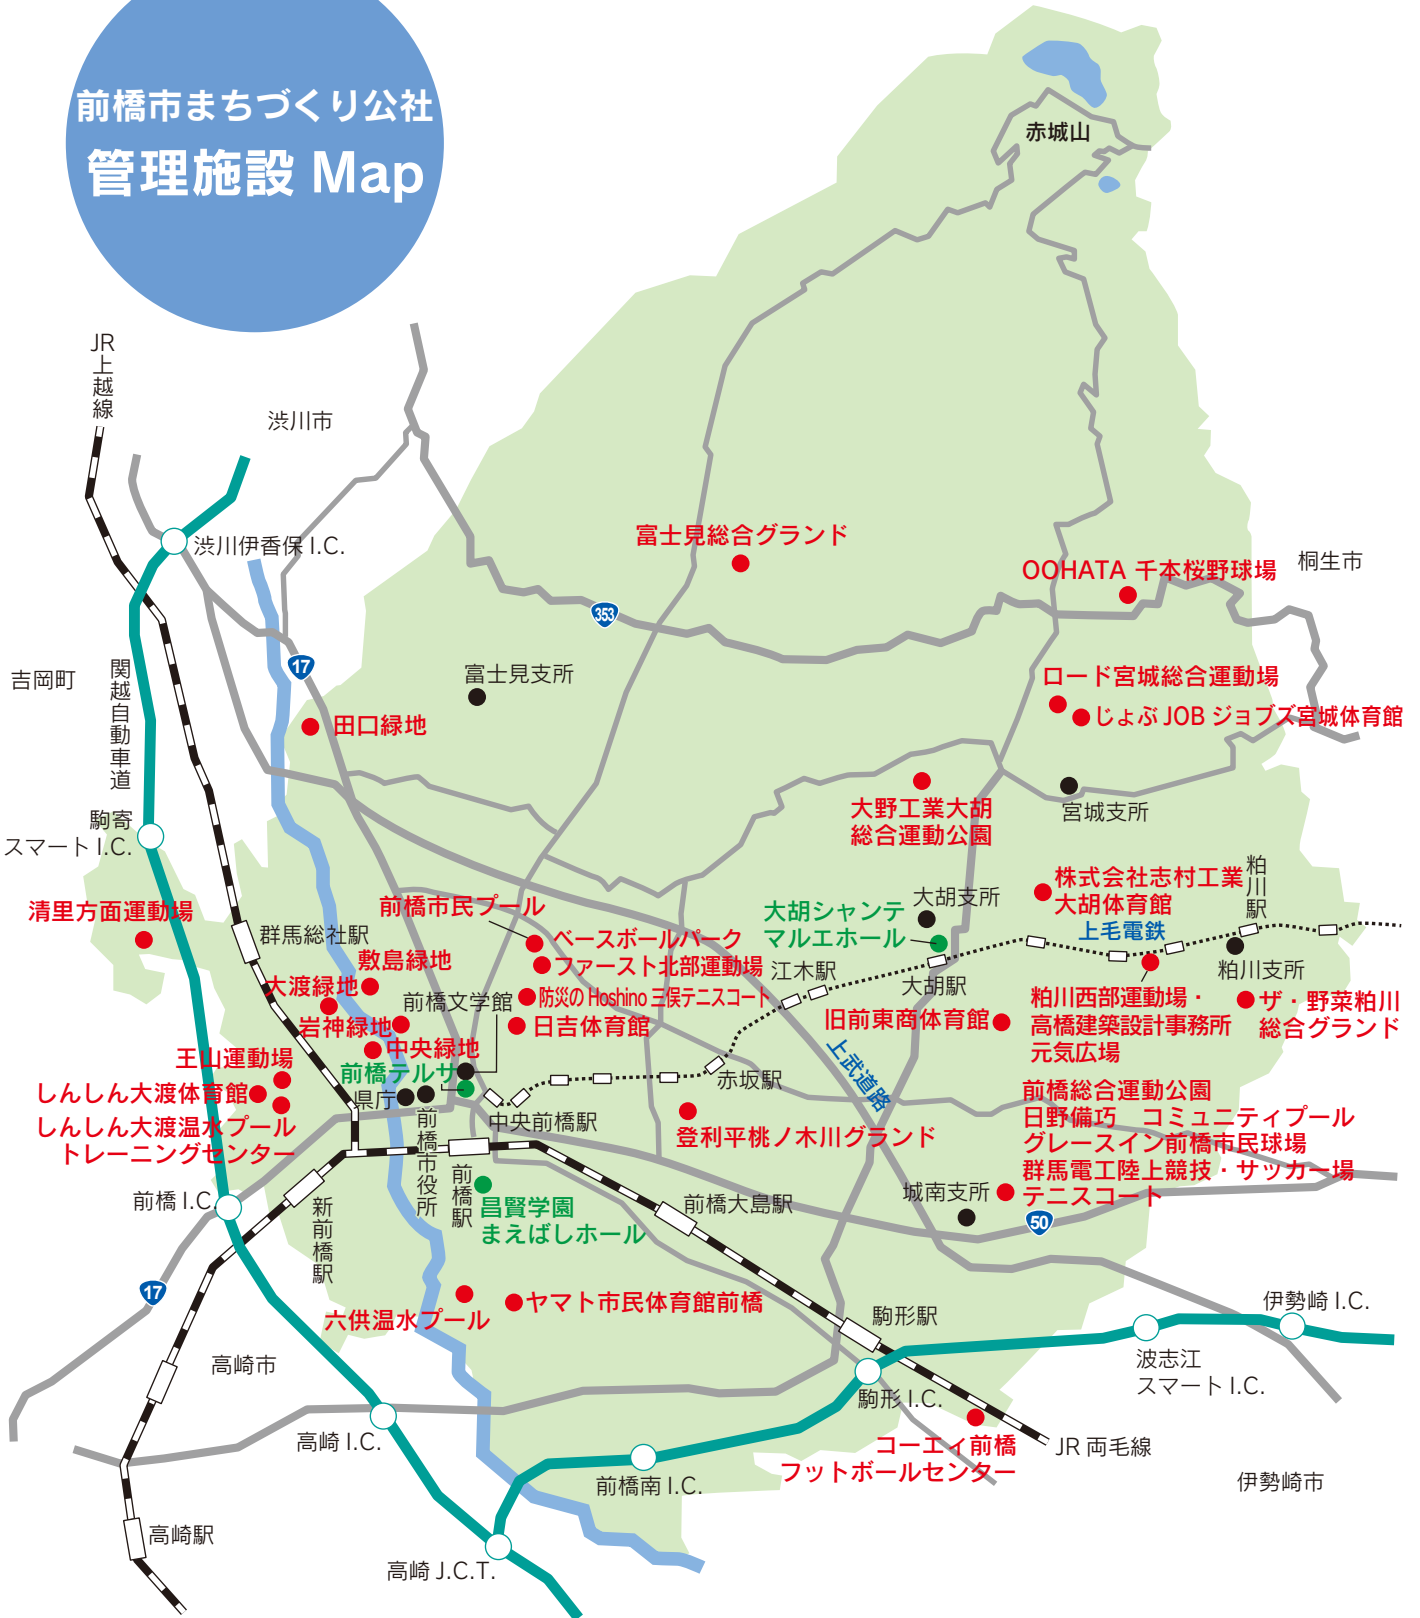 前橋市まちづくり公社
管理施設 Map
赤城山
JR上越線
渋川市
渋川伊香保 I.C.
富士見総合グランド
OOHATA 千本桜野球場
桐生市
353
17
吉岡町
関越自動車道
富士見支所
田口緑地
ロード宮城総合運動場
じょぶ JOB ジョブズ宮城体育館
大野工業大胡
総合運動公園
宮城支所
駒寄
スマート I.C.
清里方面運動場
群馬総社駅
敷島緑地
大渡緑地
岩神緑地
中央緑地
前橋市民プール
ベースボールパーク
ファースト北部運動場
防災の Hoshino 三俣テニスコート
日吉体育館
前橋文学館
大胡シャンテ
マルエホール
大胡支所
株式会社志村工業
大胡体育館
粕川駅
上毛電鉄
江木駅
大胡駅
粕川支所
旧前東商体育館
粕川西部運動場・
高橋建築設計事務所
元気広場
ザ・野菜粕川
総合グランド
王山運動場
しんしん大渡体育館
しんしん大渡温水プール
トレーニングセンター
前橋テルサ
県庁
前橋市役所
中央前橋駅
赤坂駅
上武道路
登利平桃ノ木川グランド
前橋総合運動公園
日野備巧　コミュニティプール
グレースイン前橋市民球場
群馬電工陸上競技・サッカー場
テニスコート
前橋 I.C.
新前橋駅
前橋駅
昌賢学園
まえばしホール
前橋大島駅
城南支所
50
17
六供温水プール
ヤマト市民体育館前橋
駒形駅
伊勢崎 I.C.
高崎市
波志江
スマート I.C.
駒形 I.C.
高崎 I.C.
コーエィ前橋
フットボールセンター
JR 両毛線
前橋南 I.C.
伊勢崎市
高崎駅
高崎 J.C.T.